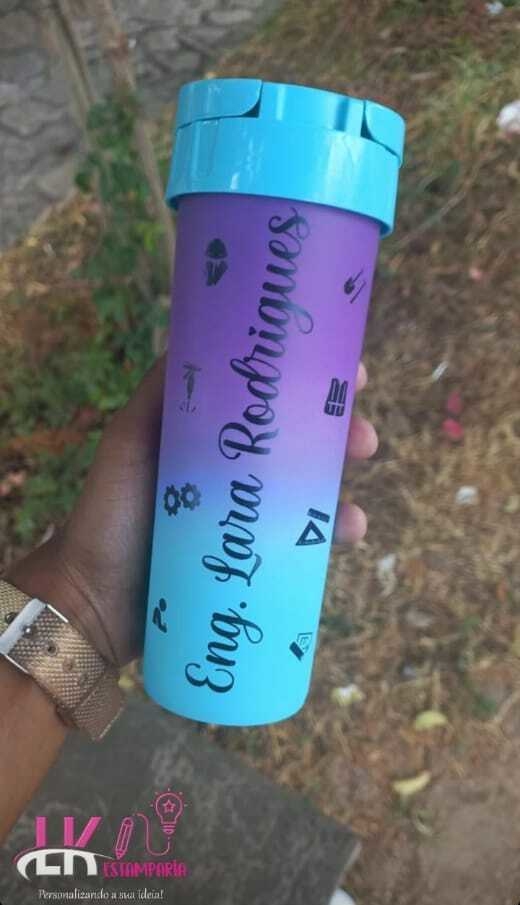 Eng. Lara Rodrigues
LK
ESTAMPARIA
Personalizando a sua ideia!